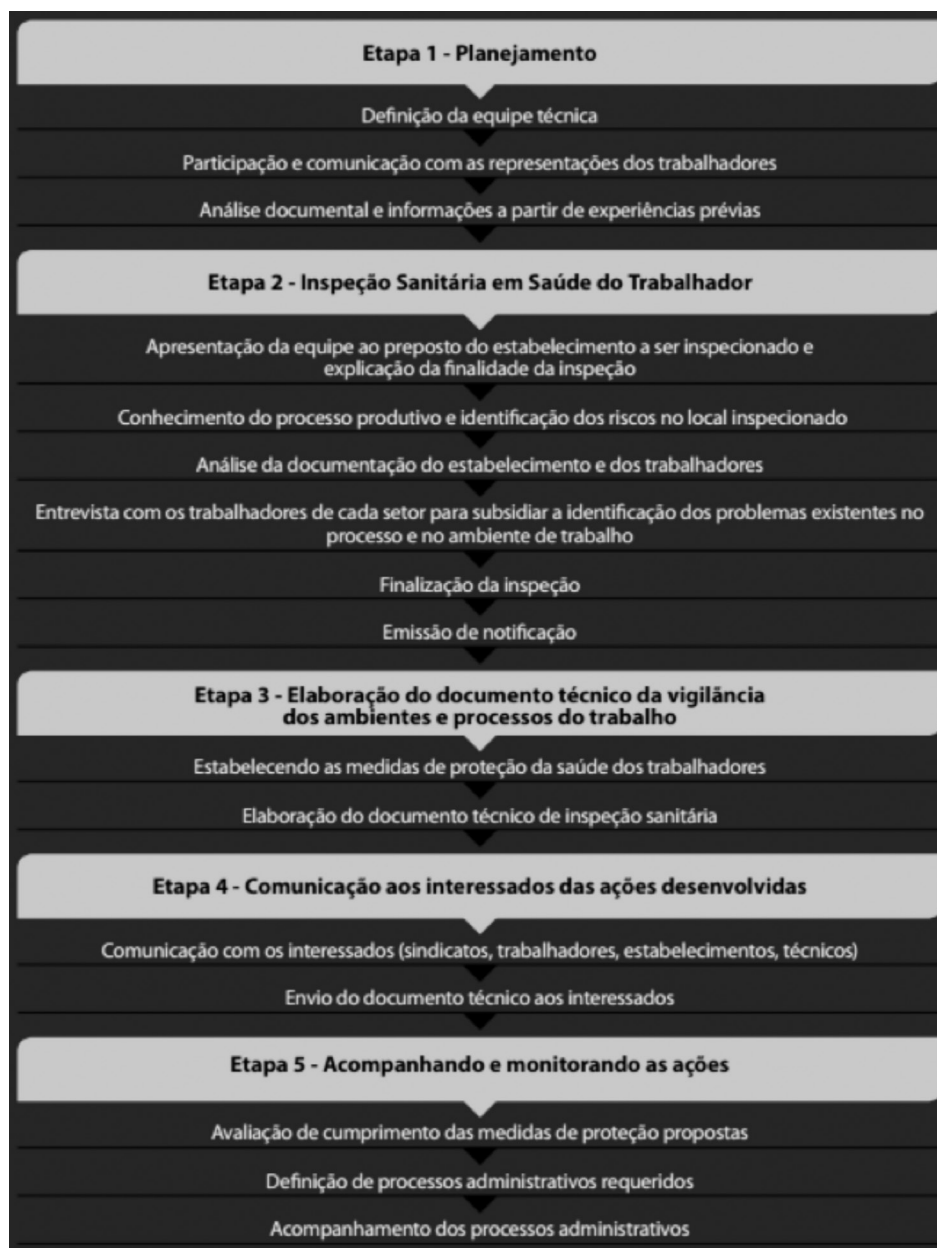 Etapa 1 - Planejamento
Definição da equipe técnica
Participação e comunicação com as representações dos trabalhadores
Análise documental e informações a partir de experiências prévias
Etapa 2 - Inspeção Sanitária em Saúde do Trabalhador
Apresentação da equipe ao preposto do estabelecimento a ser inspecionado e
explicação da finalidade da inspeção
Conhecimento do processo produtivo e identificação dos riscos no local inspecionado
Análise da documentação do estabelecimento e dos trabalhadores
Entrevista com os trabalhadores de cada setor para subsidiar a identificação dos problemas existentes no
processo e no ambiente de trabalho
Finalização da inspeção
Emissão de notificação
Etapa 3 - Elaboração do documento técnico da vigilância
dos ambientes e processos do trabalho
Estabelecendo as medidas de proteção da saúde dos trabalhadores
Elaboração do documento técnico de inspeção sanitária
Etapa 4 - Comunicação aos interessados das ações desenvolvidas
Comunicação com os interessados (sindicatos, trabalhadores, estabelecimentos, técnicos)
Envio do documento técnico aos interessados
Etapa 5 - Acompanhando e monitorando as ações
Avaliação de cumprimento das medidas de proteção propostas
Definição de processos administrativos requeridos
Acompanhamento dos processos administrativos